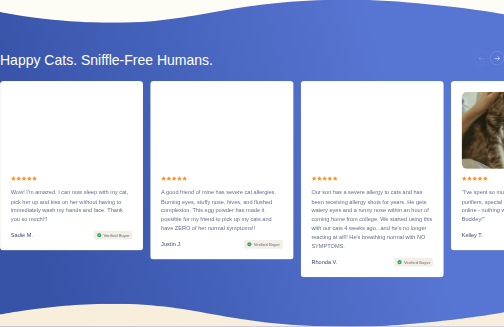 Happy Cats. Sniffle-Free Humans.
Wow! I'm amazed. I can now sleep with my cat,
pick her up and kiss on her without having to
immediately wash my hands and face. Thank
you so much!!!
Sadie M.
Verified Buyer
A good friend of mine has severe cat allergies.
Burning eyes, stuffy nose, hives, and flushed
complexion. This egg powder has made it
possible for my friend to pick up my cats and
have ZERO of her normal symptoms!!
Justin J.
Verified Buyer
Our son has a severe allergy to cats and has
been receiving allergy shots for years. He gets
watery eyes and a runny nose within an hour of
coming home from college. We started using this
with our cats 4 weeks ago...and he's no longer
reacting at all!! He's breathing normal with NO
SYMPTOMS.
Rhonda V.
Verified Buyer
"I've spent so mu
purifiers, special
online - nothing w
Buckley!"
Kelley T.